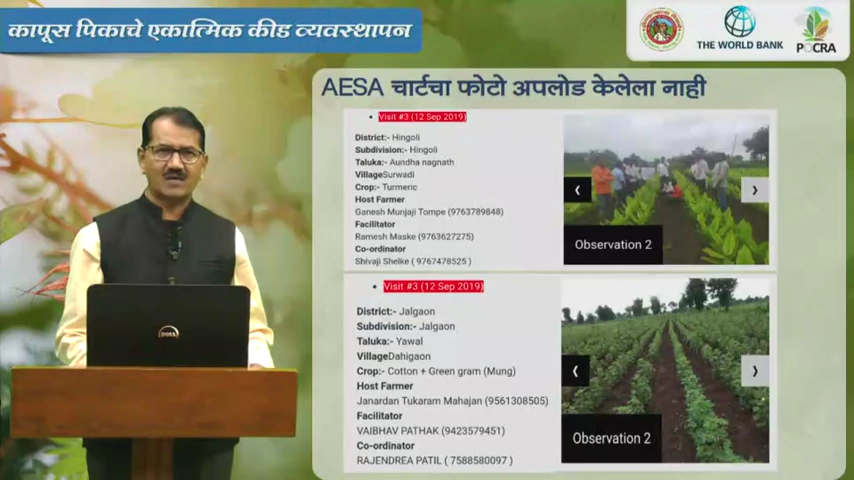 कापूस पिकाचे एकात्मिक कीड व्यवस्थापन
THE WORLD BANK
POCRA
AESA चार्टचा फोटो अपलोड केलेला नाही
Visit #3 (12 Sep 2019)
District:- Hingoli
Subdivision:- Hingoli
Taluka:- Aundha nagnath
VillageSurwadi
Crop:- Turmeric
Host Farmer
Ganesh Munjaji Tompe (9763789848)
Facilitator
Ramesh Maske (9763627275)
Co-ordinator
Shivaji Shelke ( 9767478525 )
Observation 2
Visit #3 (12 Sep 2019)
District:- Jalgaon
Subdivision:- Jalgaon
Taluka:- Yawal
VillageDahigaon
Crop:- Cotton + Green gram (Mung)
Host Farmer
Janardan Tukaram Mahajan (9561308505)
Facilitator
VAIBHAV PATHAK (9423579451)
Co-ordinator
RAJENDREA PATIL ( 7588580097 )
Observation 2
DELL